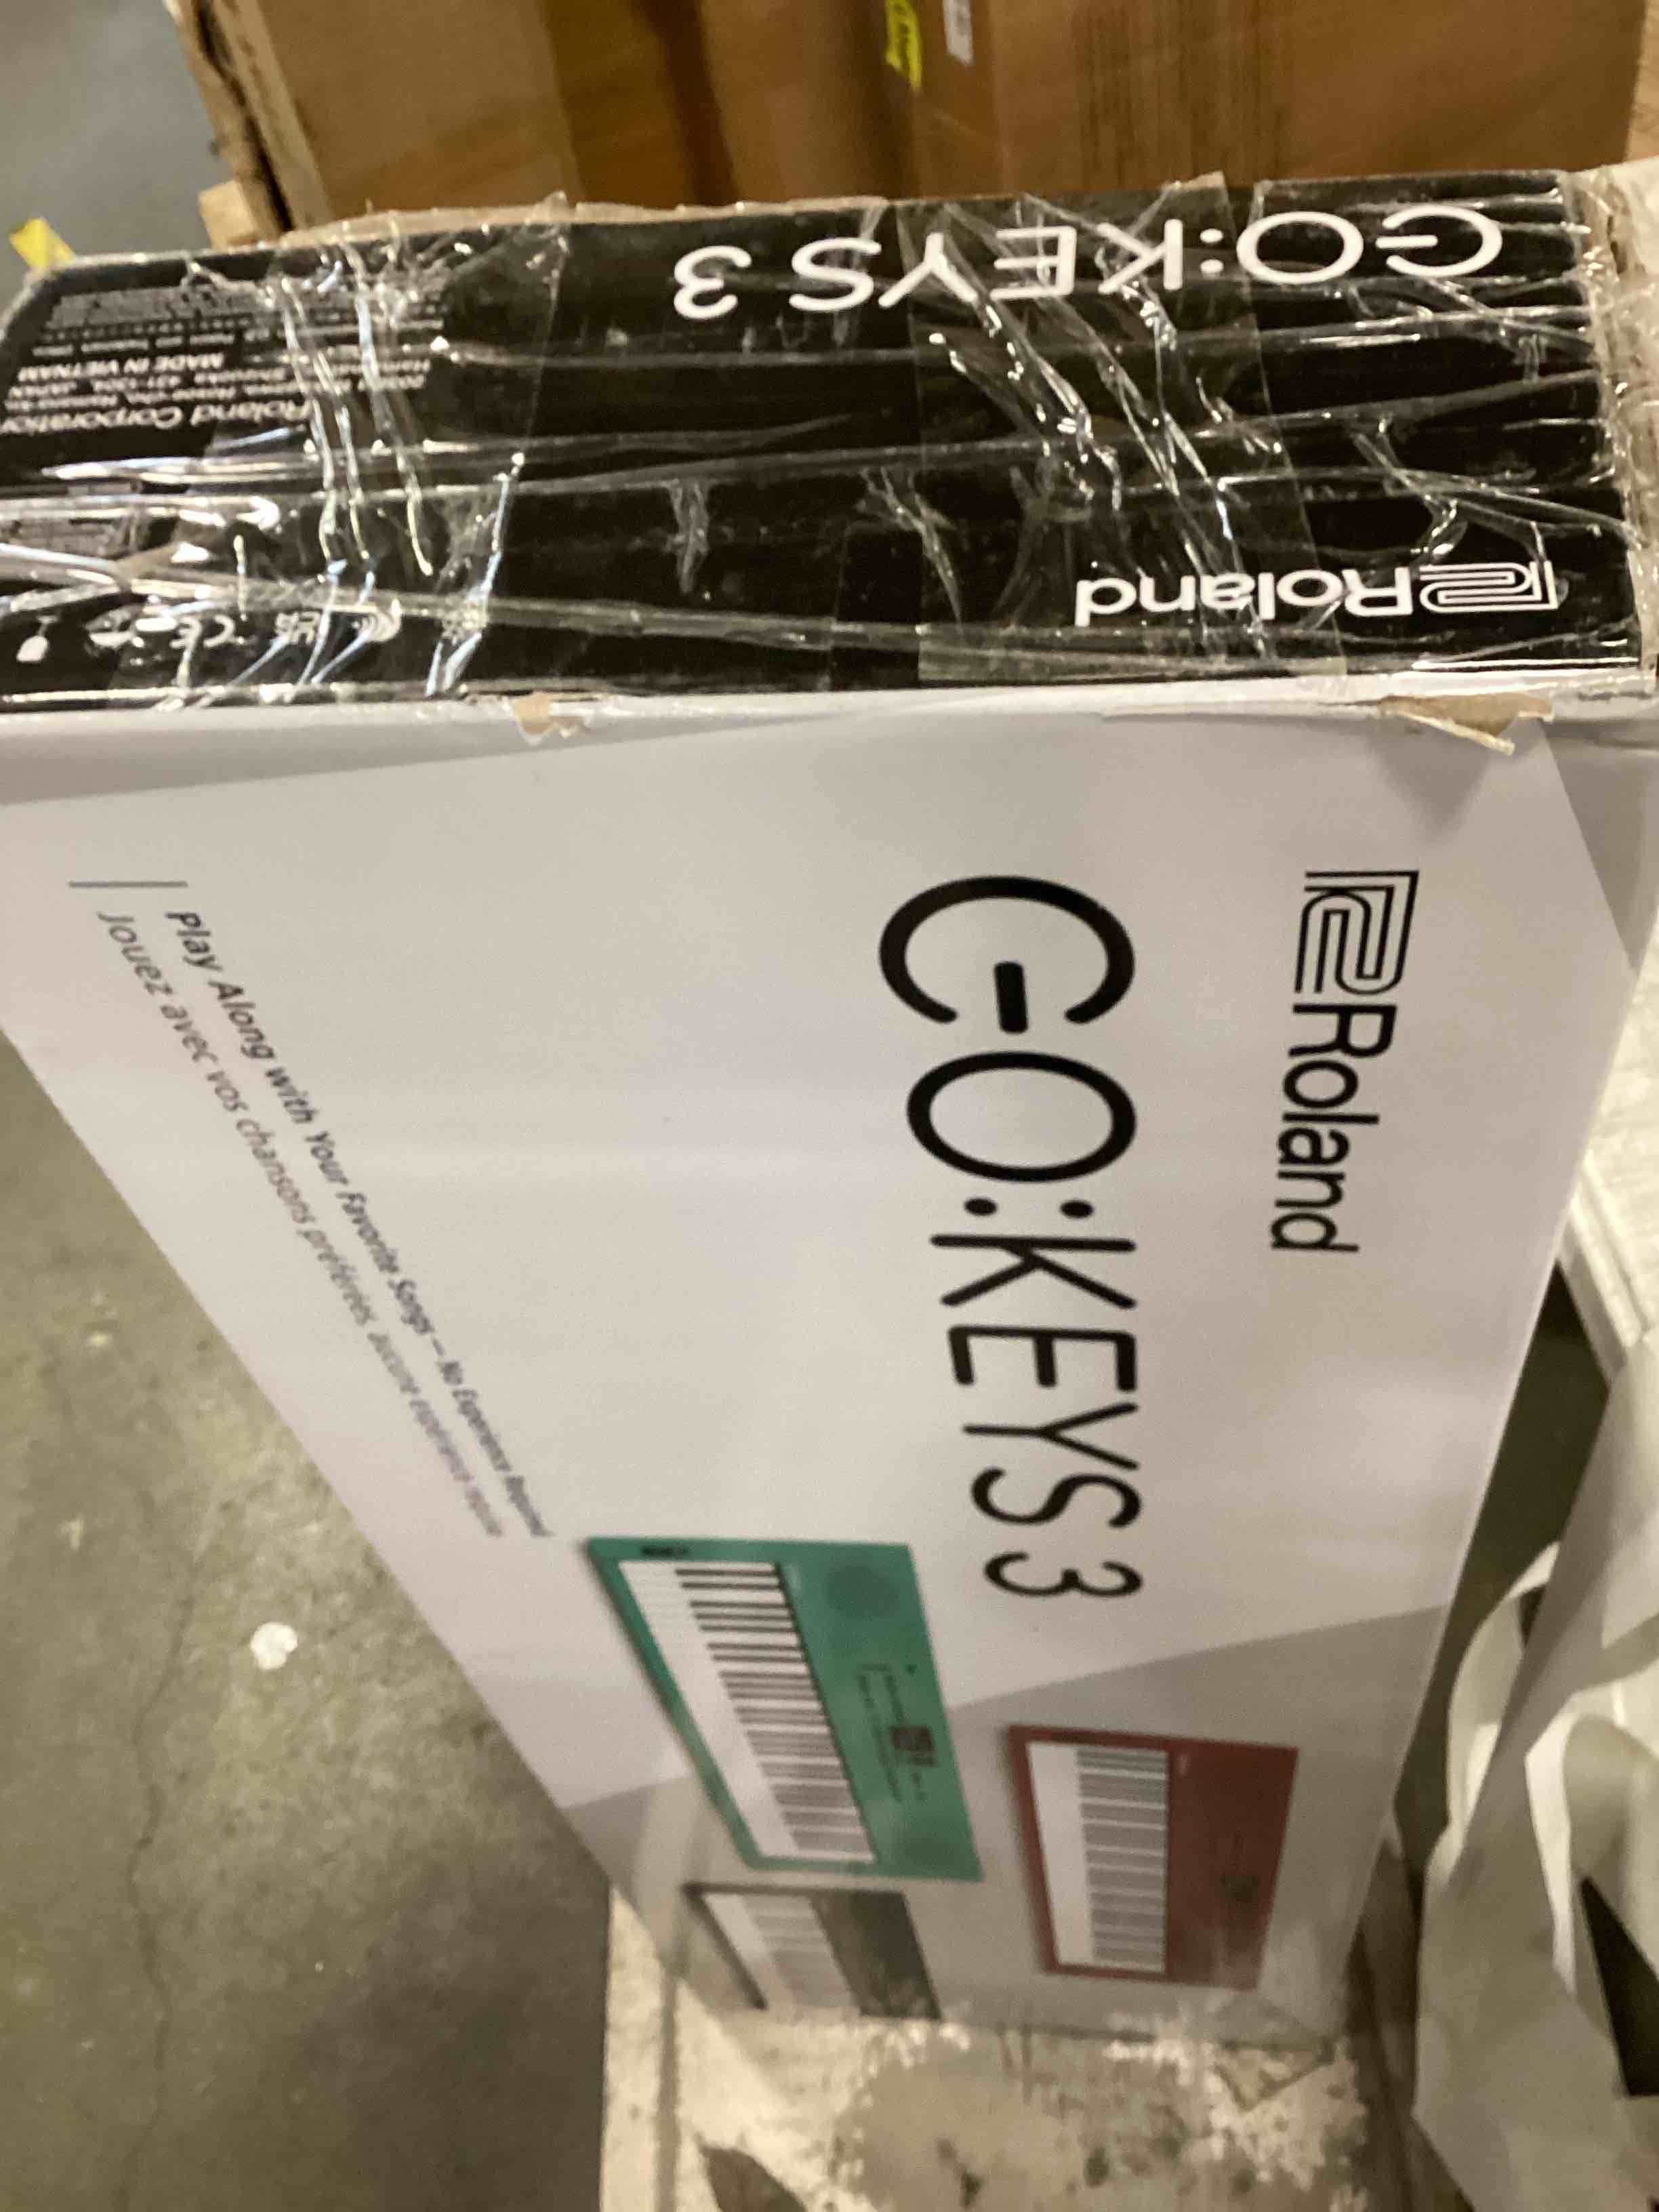 GO:KEYS 3
Roland
Roland Corporation
MADE IN VIETNAM
Roland
GO:KEYS 3
Play Along with Your Favorite Songs – No Experience Required
Jouez avec vos chansons préférées, aucune expérience requise